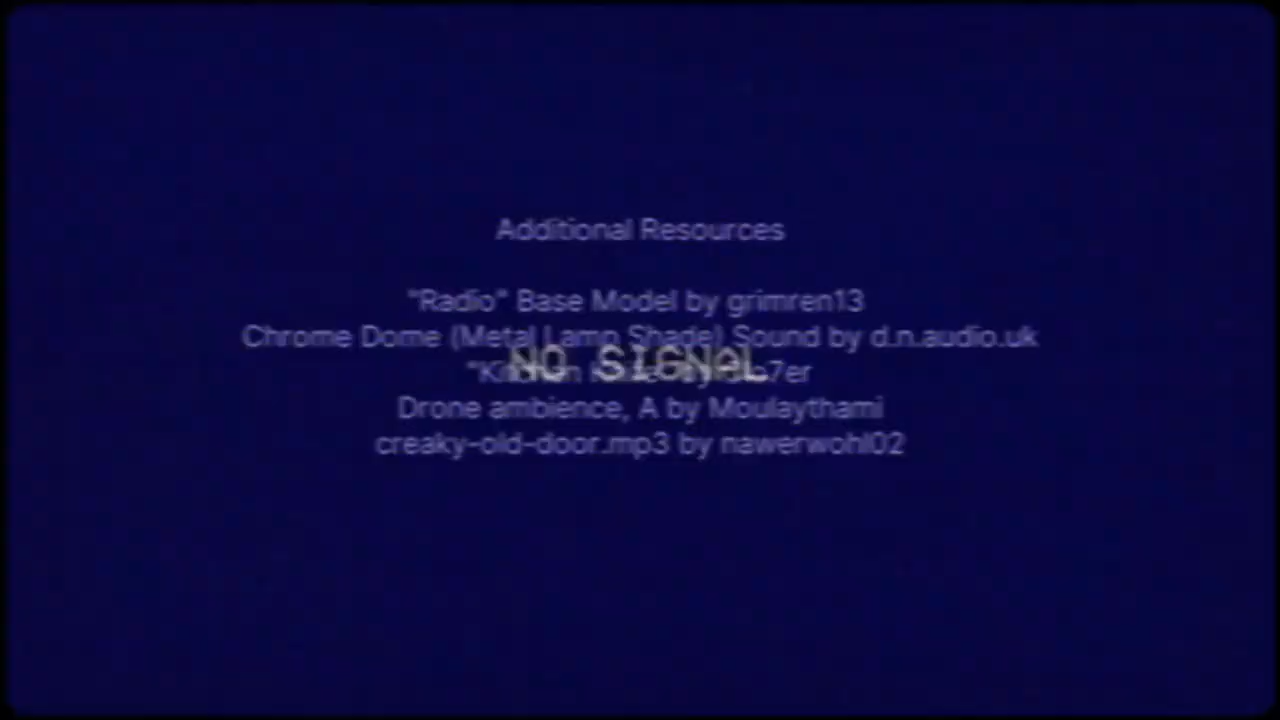 Additional Resources
"Radio" Base Model by grimren13
Chrome Dome (Metal Lamp Shade) Sound by d.n.audio.uk
NO SIGNAL
Drone ambience, A by Moulaythami
creaky-old-door.mp3 by nawerwohl02